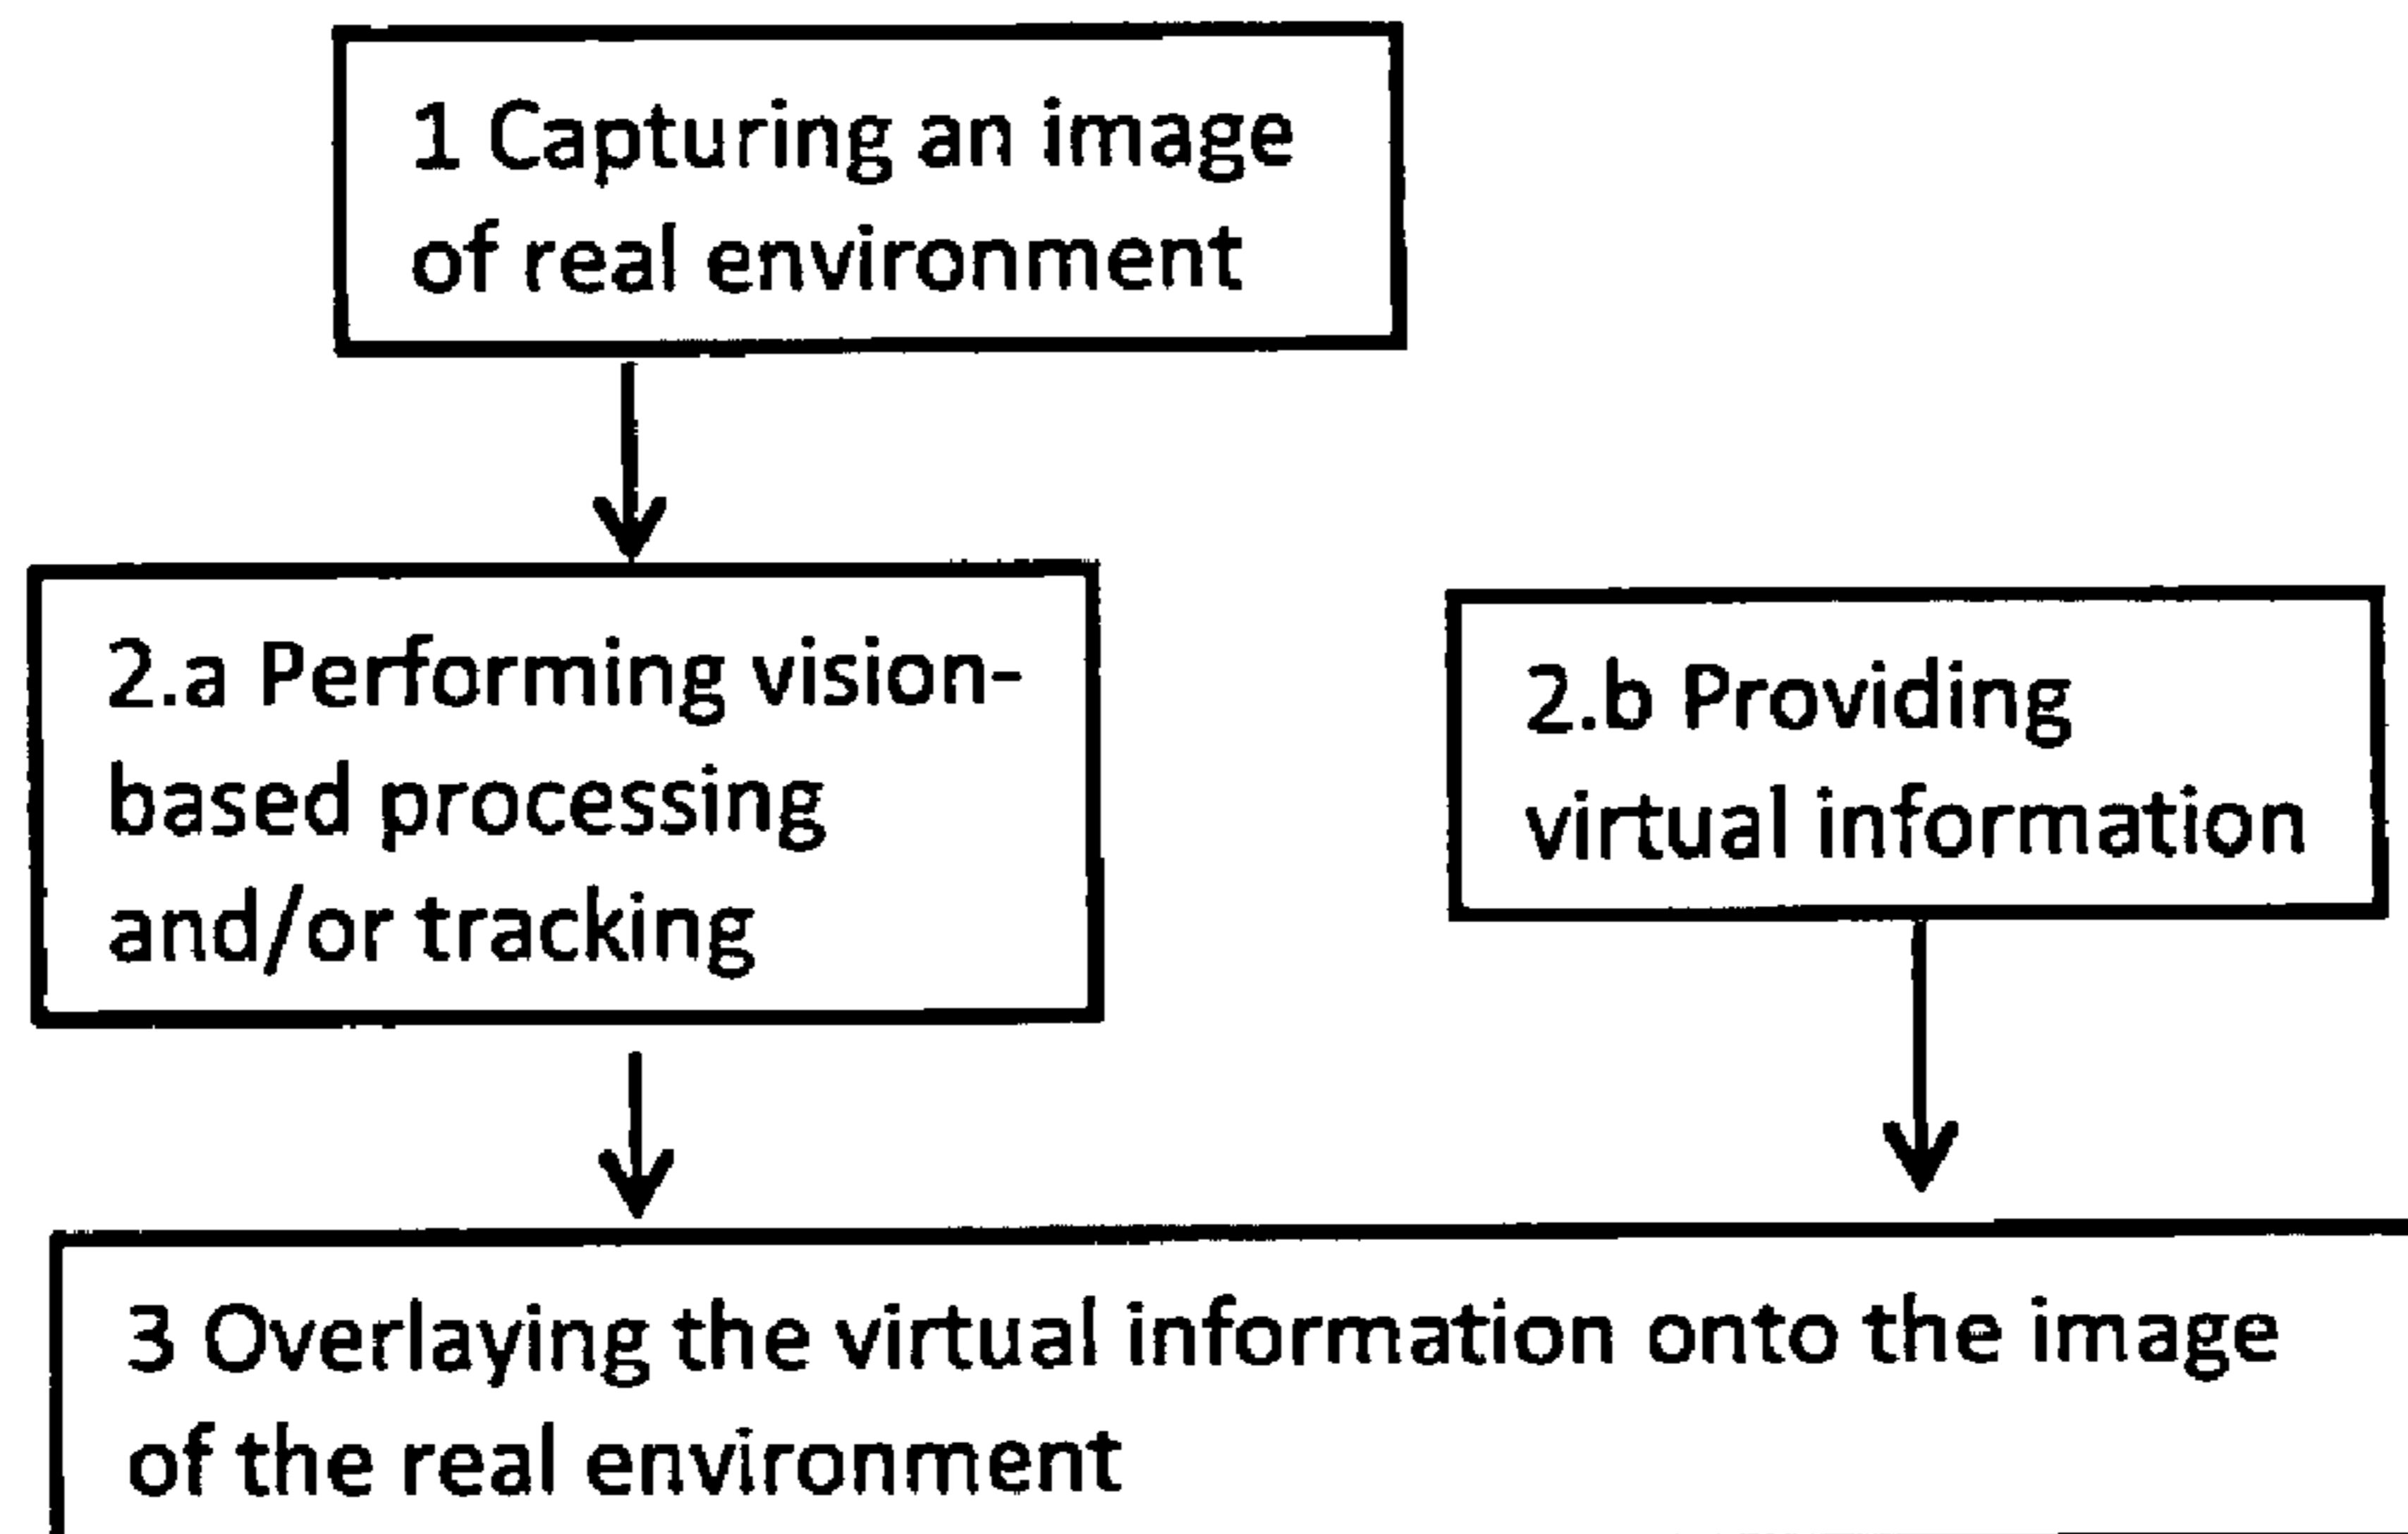 1 Capturing an image
of real environment
2.a Performing vision-
based processing
and/or tracking
2.b Providing
virtual information
3 Overlaying the virtual information onto the image
of the real environment